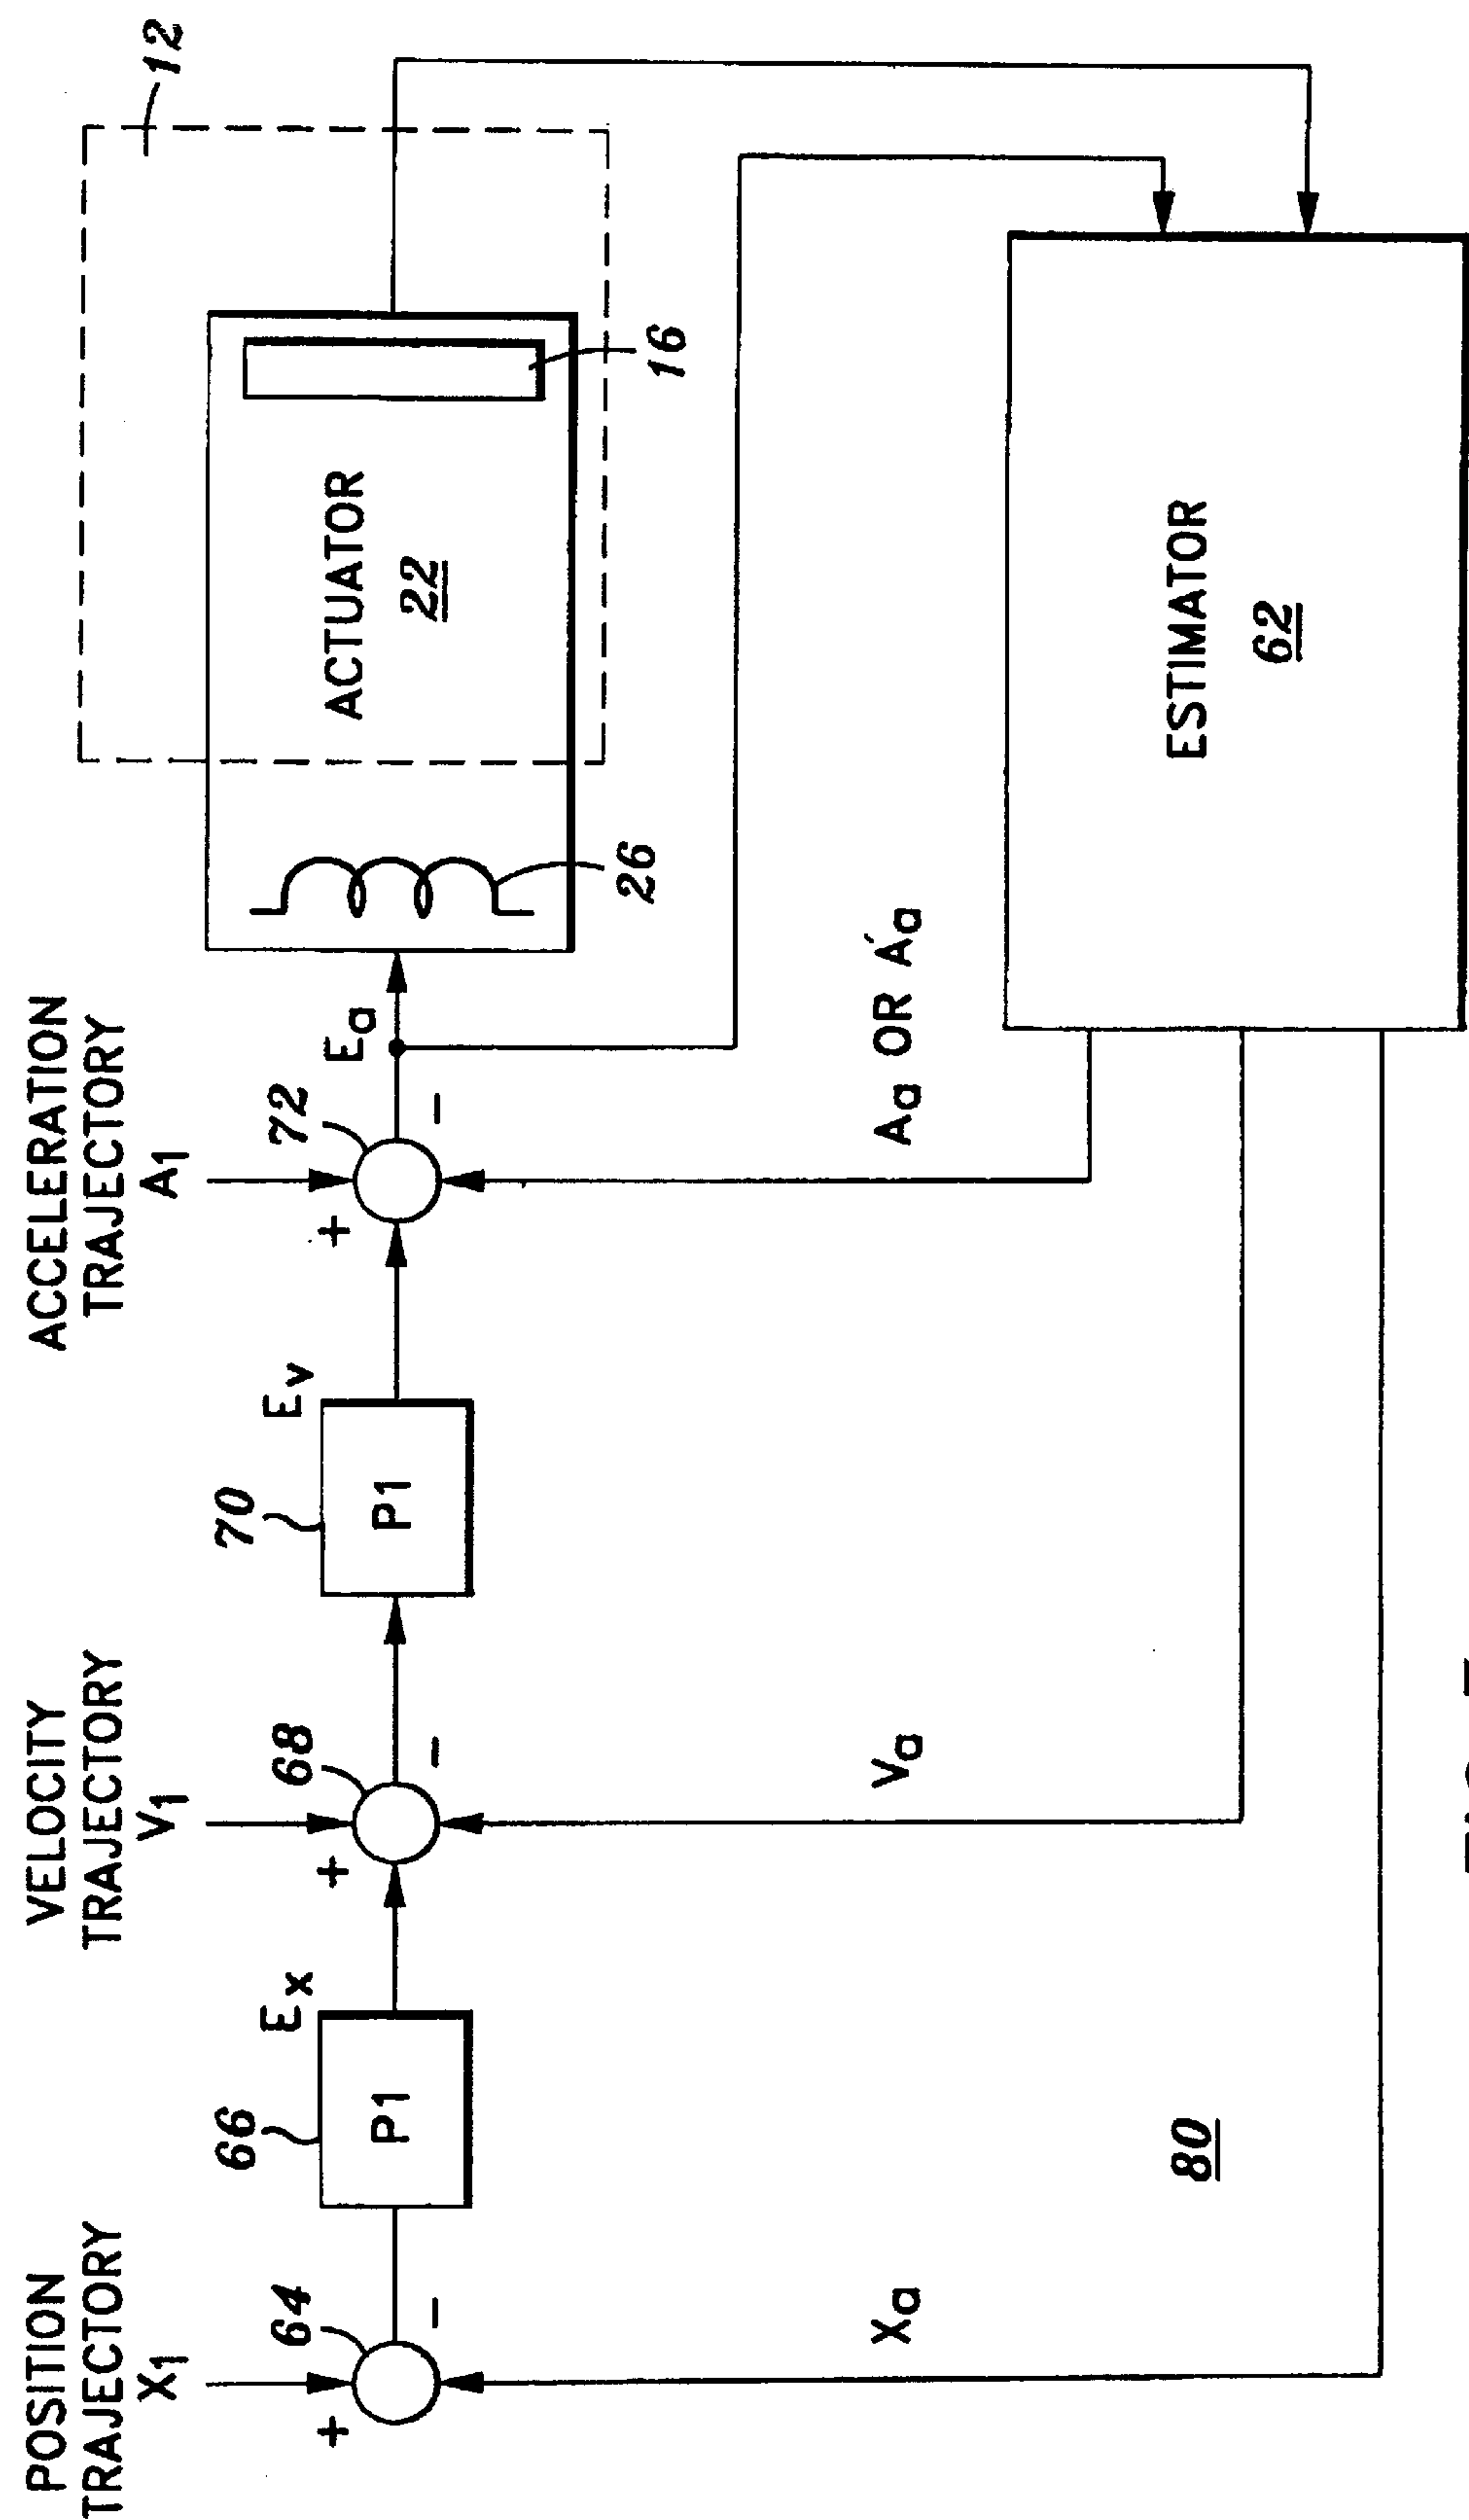 POSITION
TRAJECTORY
X1
VELOCITY
TRAJECTORY
V1
ACCELERATION
TRAJECTORY
A1
12
64
+
−
66
P1
Ex
68
+
−
70
P1
Ev
72
+
−
Ea
26
ACTUATOR
22
16
Xa
Va
Aa OR A´a
ESTIMATOR
62
80